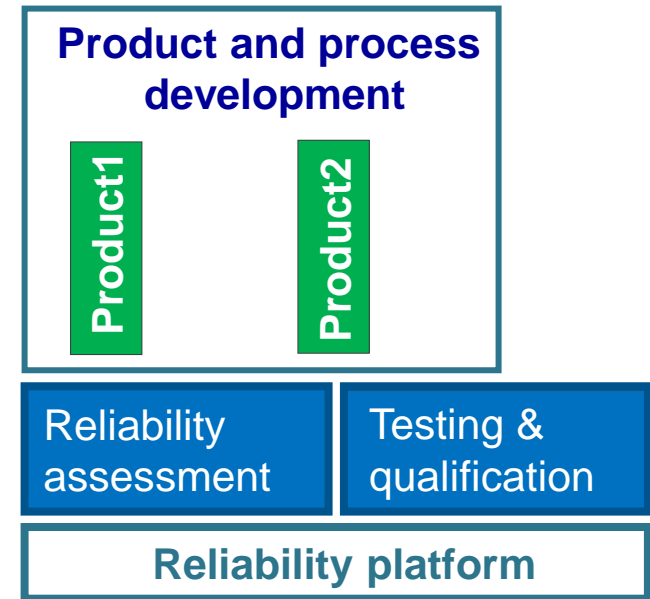 Product and process
development
Product1
Product2
Reliability
assessment
Testing &
qualification
Reliability platform